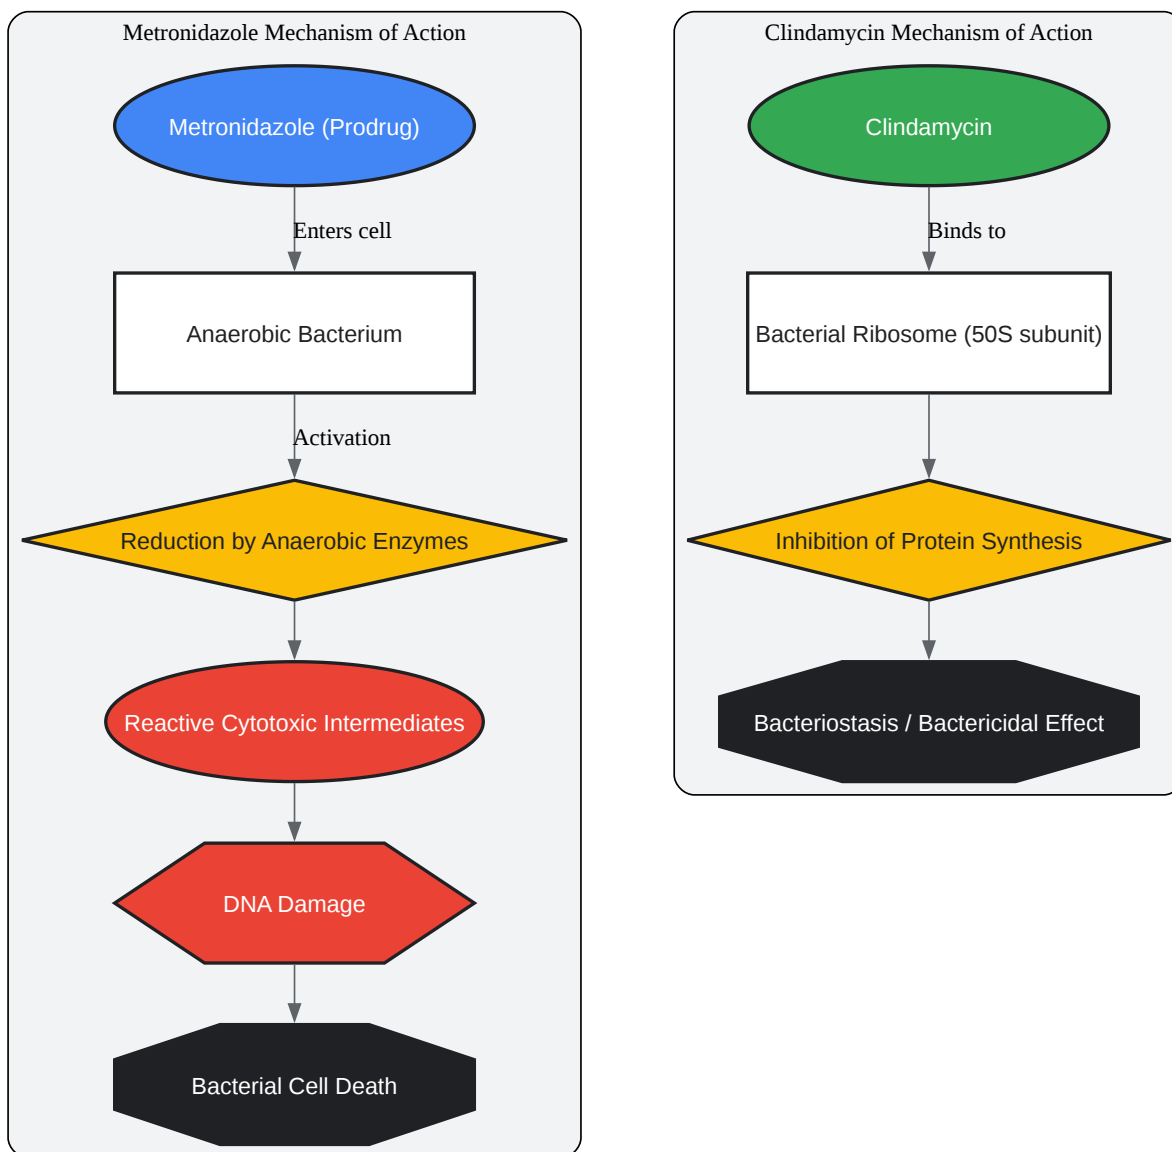 Metronidazole Mechanism of Action
Metronidazole (Prodrug)
Enters cell
Anaerobic Bacterium
Activation
Reduction by Anaerobic Enzymes
Reactive Cytotoxic Intermediates
DNA Damage
Bacterial Cell Death
Clindamycin Mechanism of Action
Clindamycin
Binds to
Bacterial Ribosome (50S subunit)
Inhibition of Protein Synthesis
Bacteriostasis / Bactericidal Effect